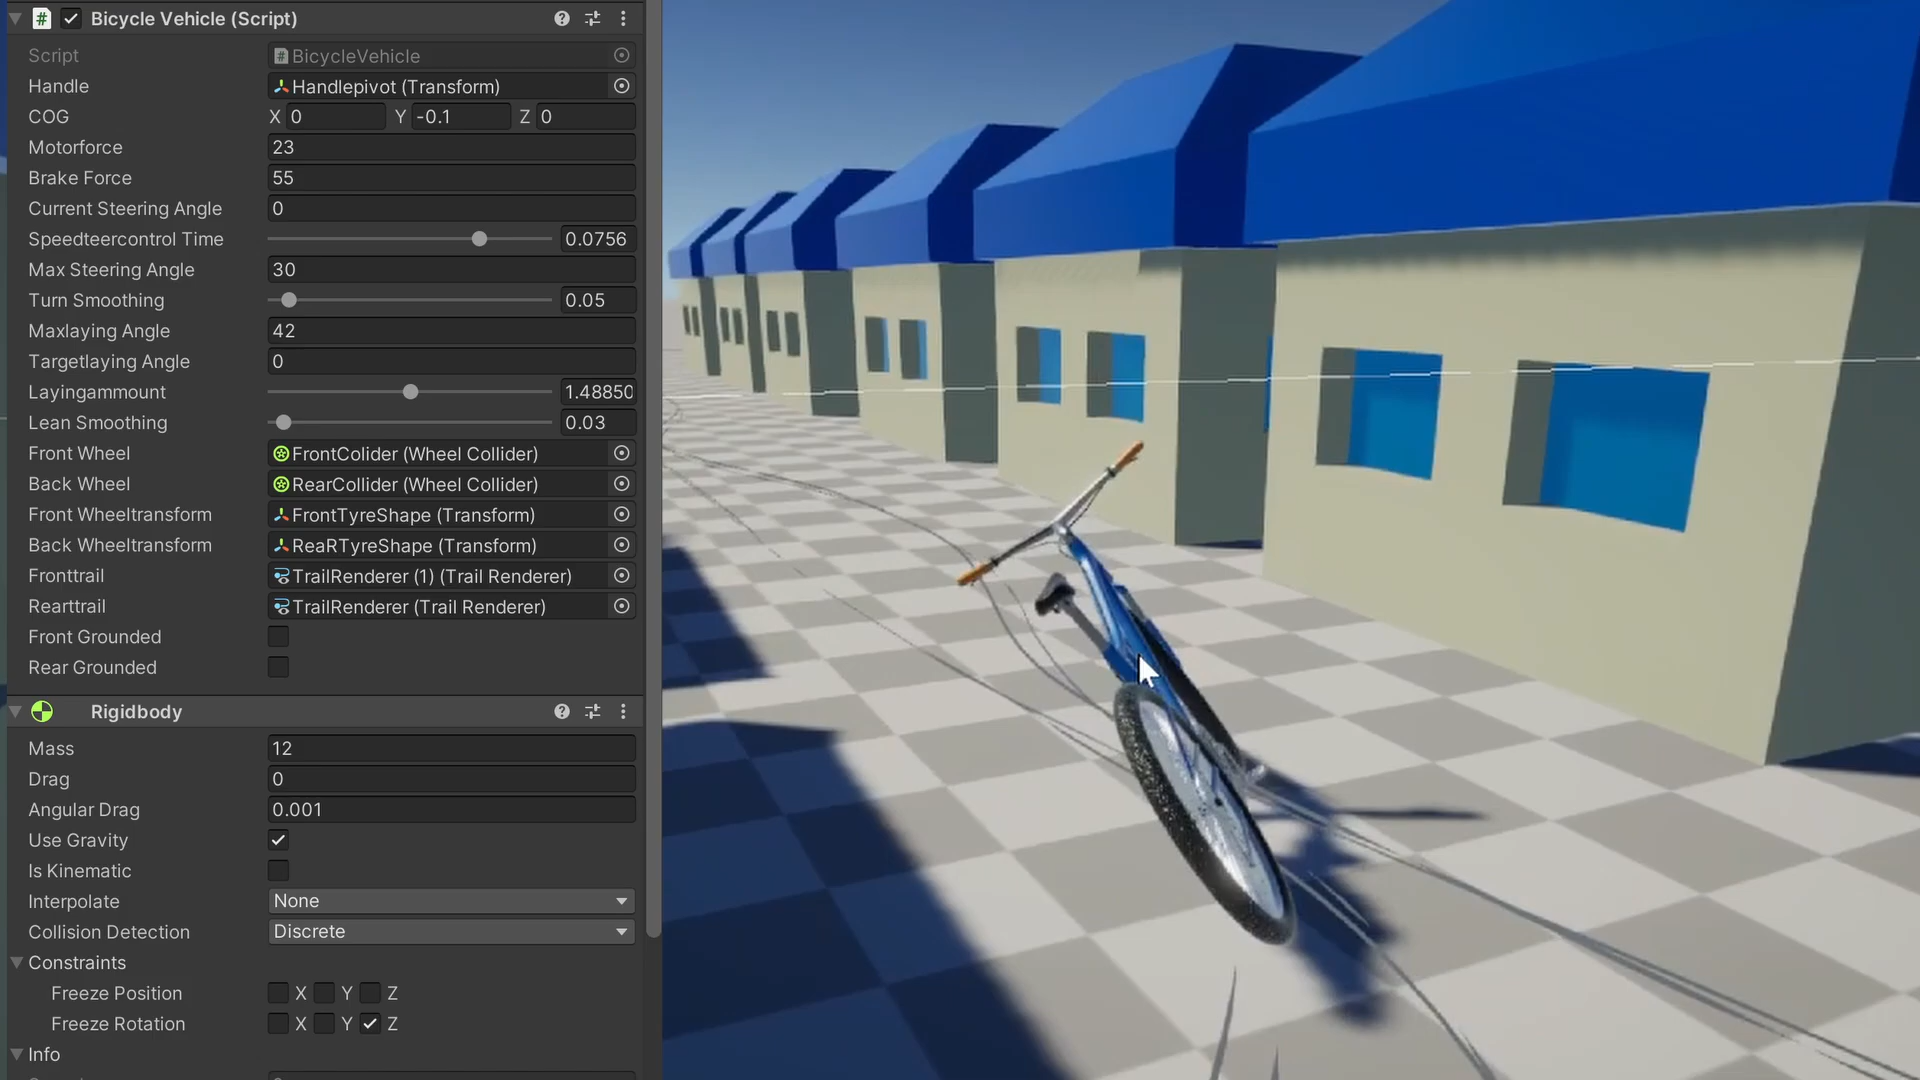 # Bicycle Vehicle (Script)
Script #BicycleVehicle
Handle Handlepivot (Transform)
COG X 0 Y -0.1 Z 0
Motorforce 23
Brake Force 55
Current Steering Angle 0
Speedteercontrol Time 0.0756
Max Steering Angle 30
Turn Smoothing 0.05
Maxlaying Angle 42
Targetlaying Angle 0
Layingammount 1.48850
Lean Smoothing 0.03
Front Wheel FrontColider (Wheel Collider)
Back Wheel RearCollider (Wheel Collider)
Front Wheeltransform FrontTyreShape (Transform)
Back Wheeltransform ReaRTyreShape (Transform)
Fronttrail TrailRenderer (1) (Trail Renderer)
Rearttrail TrailRenderer (Trail Renderer)
Front Grounded
Rear Grounded
Rigidbody
Mass 12
Drag 0
Angular Drag 0.001
Use Gravity
Is Kinematic
Interpolate None
Collision Detection Discrete
Constraints
Freeze Position X Y Z
Freeze Rotation X Y Z
Info